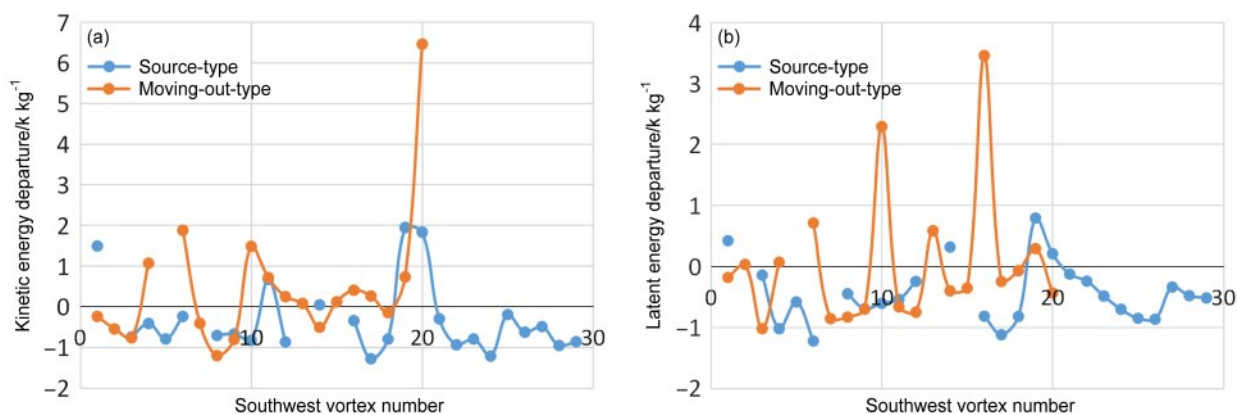 (a)
Source-type
Moving-out-type
Kinetic energy departure/k kg-1
7
6
5
4
3
2
1
0
−1
−2
0 10 20 30
Southwest vortex number
(b)
Source-type
Moving-out-type
Latent energy departure/k kg-1
4
3
2
1
0
−1
−2
0 10 20 30
Southwest vortex number